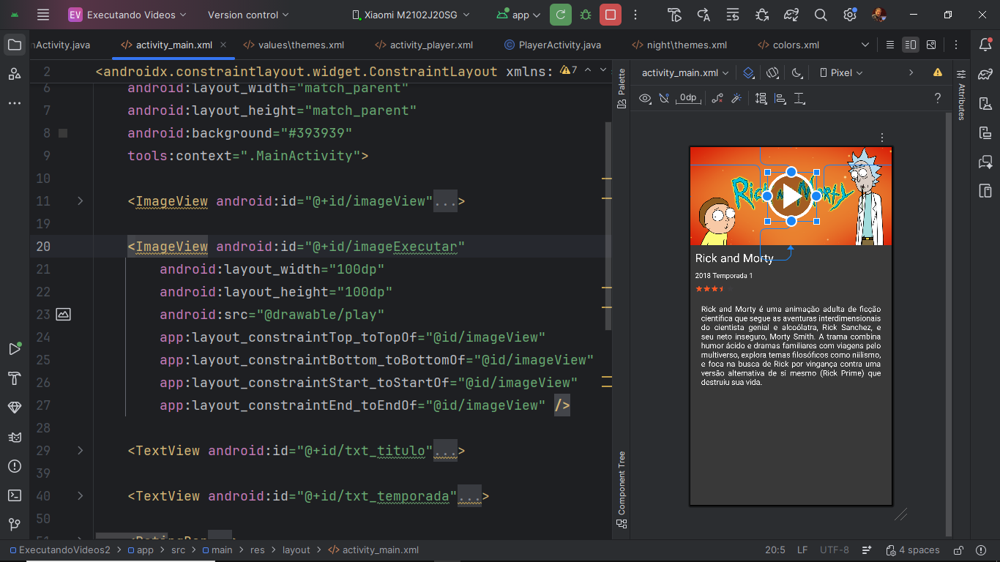 EV Executando Videos Version control Xiaomi M2102J20SG app
nActivity.java activity_main.xml values\themes.xml activity_player.xml PlayerActivity.java night\themes.xml colors.xml
2 <androidx.constraintlayout.widget.ConstraintLayout xmlns: 7
6 android:layout_width="match_parent"
7 android:layout_height="match_parent"
8 android:background="#393939"
9 tools:context=".MainActivity">
10
11 <ImageView android:id="@+id/imageView"...>
19
20 <ImageView android:id="@+id/imageExecutar"
21 android:layout_width="100dp"
22 android:layout_height="100dp"
23 android:src="@drawable/play"
24 app:layout_constraintTop_toTopOf="@id/imageView"
25 app:layout_constraintBottom_toBottomOf="@id/imageView"
26 app:layout_constraintStart_toStartOf="@id/imageView"
27 app:layout_constraintEnd_toEndOf="@id/imageView" />
28
29 <TextView android:id="@+id/txt_titulo"...>
39
40 <TextView android:id="@+id/txt_temporada"...>
50
51 <RatingBar...>
Palette
Component Tree
activity_main.xml Pixel
0dp ?
Attributes
Rick and Morty
Rick and Morty
2018 Temporada 1
Rick and Morty é uma animação adulta de ficção
científica que segue as aventuras interdimensionais
do cientista genial e alcoólatra, Rick Sanchez, e
seu neto inseguro, Morty Smith. A trama combina
humor ácido e dramas familiares com viagens pelo
multiverso, explora temas filosóficos como niilismo,
e foca na busca de Rick por vingança contra uma
versão alternativa de si mesmo (Rick Prime) que
destruiu sua vida.
ExecutandoVideos2 app src main res layout activity_main.xml 20:5 LF UTF-8 4 spaces